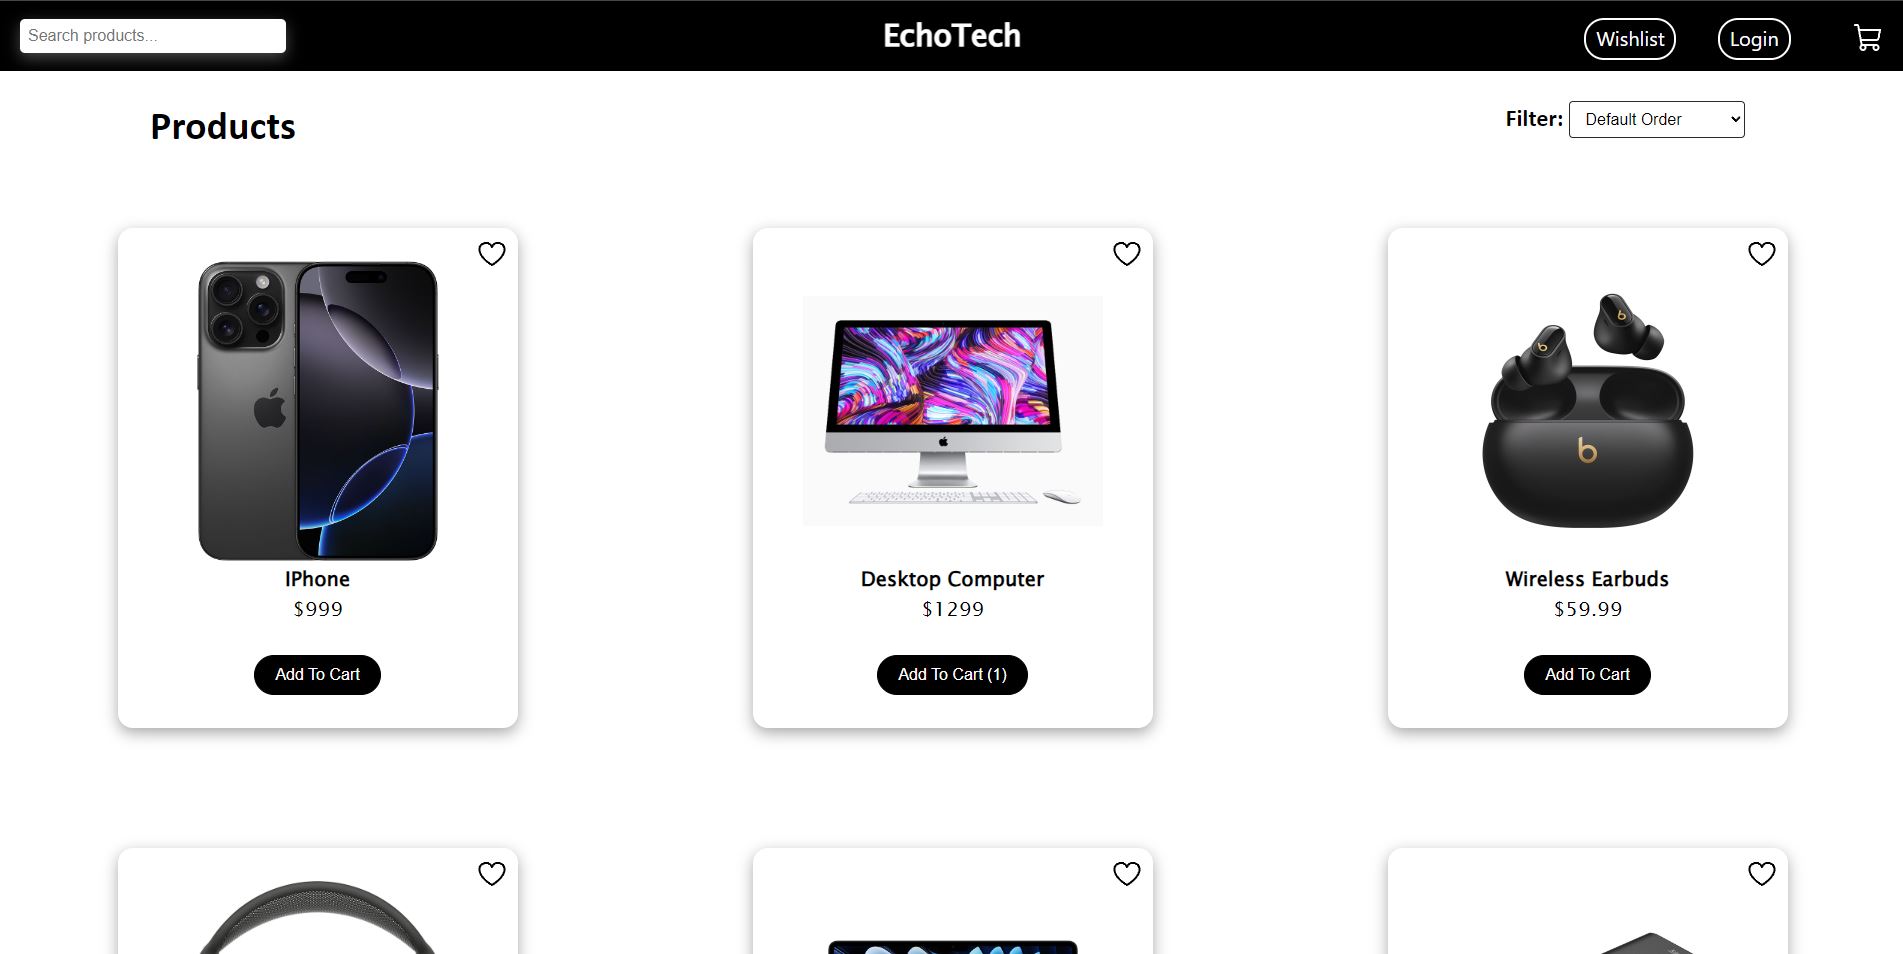 Search products...
EchoTech
Wishlist
Login
Products
Filter: Default Order
IPhone
$999
Add To Cart
Desktop Computer
$1299
Add To Cart (1)
b
b
b
Wireless Earbuds
$59.99
Add To Cart